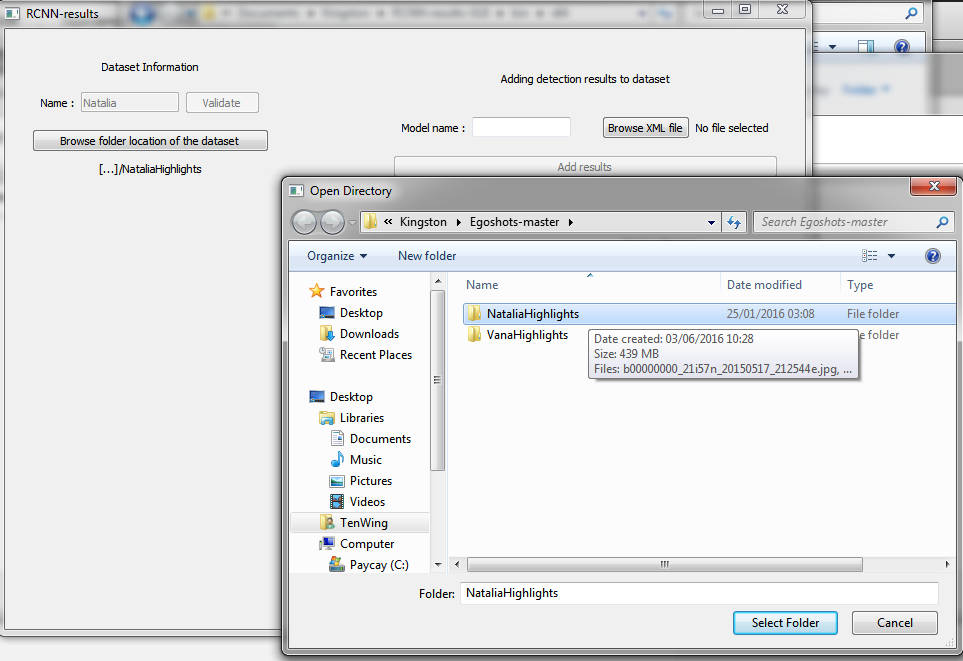 RCNN-results
Dataset Information
Name :
Natalia
Validate
Browse folder location of the dataset
[...]/NataliaHighlights
Adding detection results to dataset
Model name :
Browse XML file
No file selected
Add results
Open Directory
« Kingston Egoshots-master
Search Egoshots-master
Organize
New folder
Name
Date modified
Type
NataliaHighlights
25/01/2016 03:08
File folder
VanaHighlights
e folder
Date created: 03/06/2016 10:28
Size: 439 MB
Files: b00000000_21i57n_20150517_212544e.jpg, ...
Favorites
Desktop
Downloads
Recent Places
Desktop
Libraries
Documents
Music
Pictures
Videos
TenWing
Computer
Paycay (C:)
Folder:
NataliaHighlights
Select Folder
Cancel